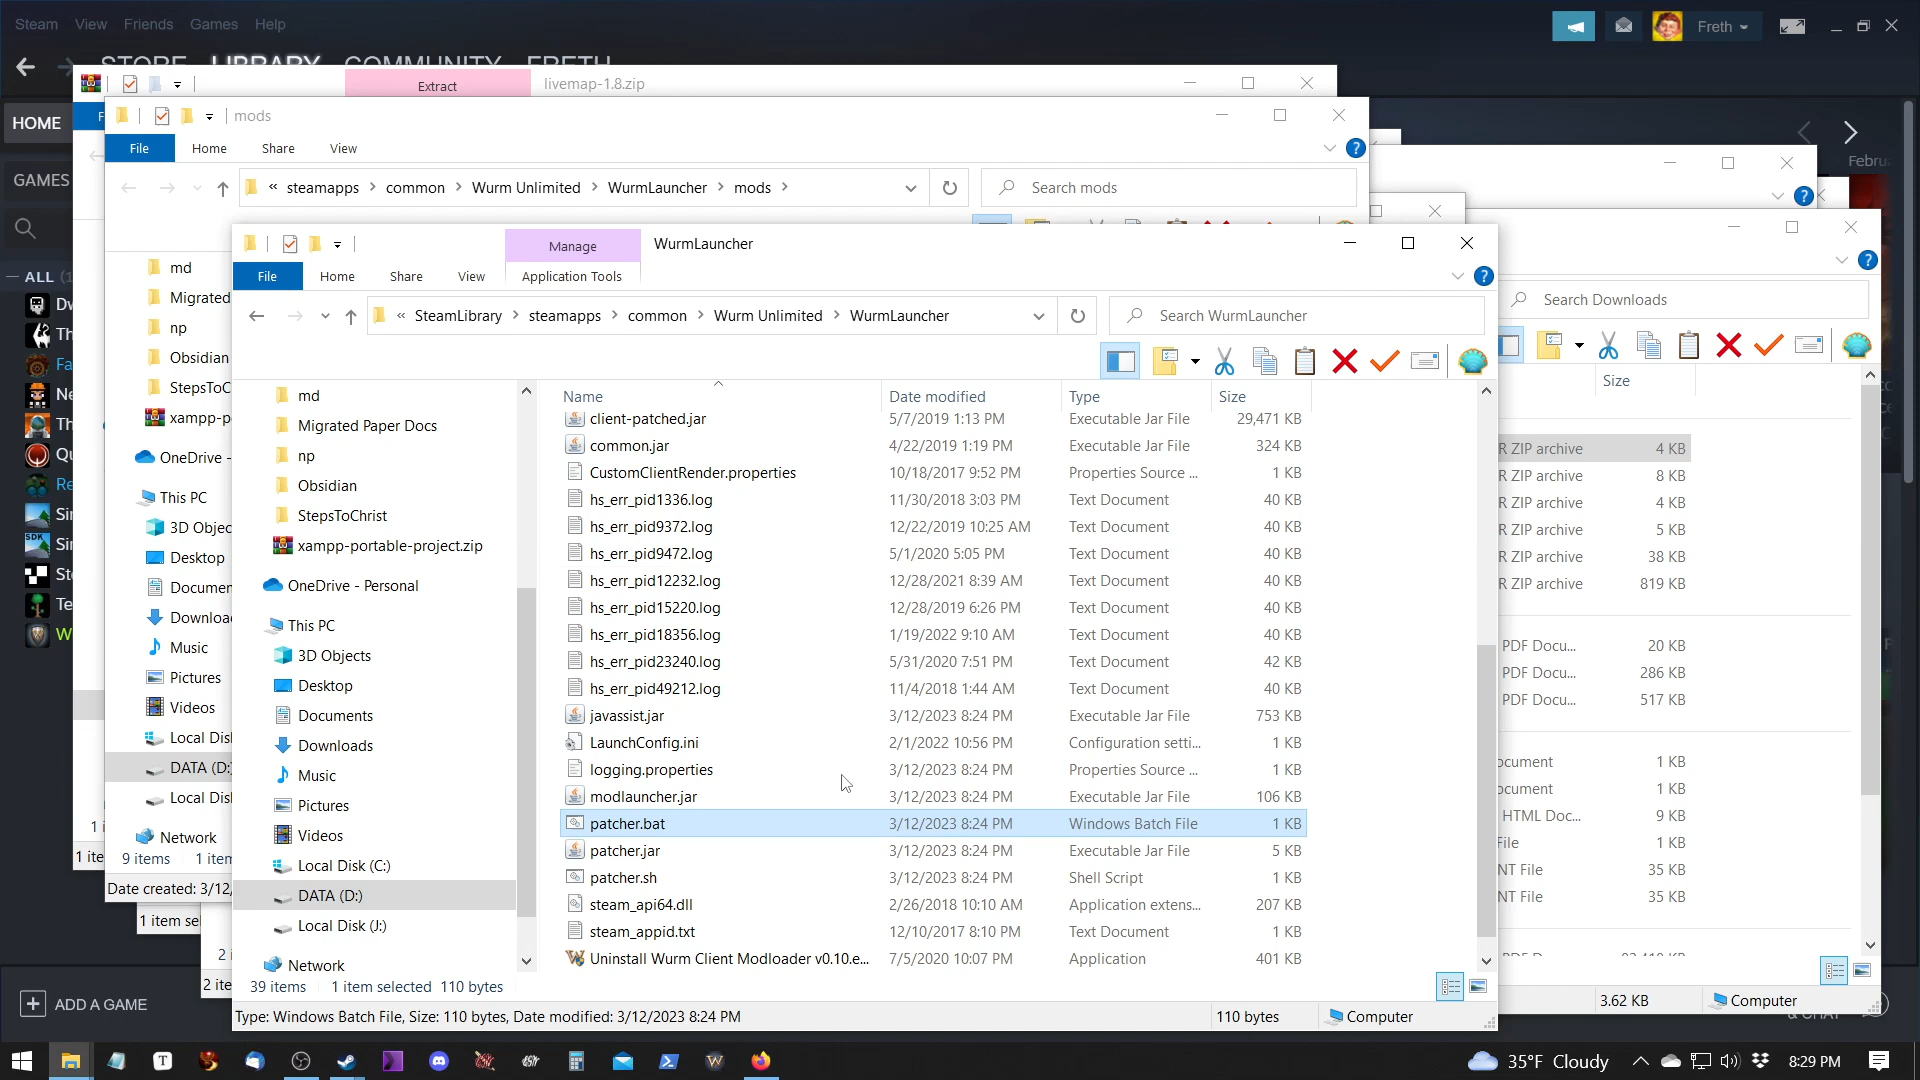 Steam View Friends Games Help
Freth
STORE LIBRARY COMMUNITY FRETH
Extract
livemap-1.8.zip
HOME
mods
File Home Share View
Febru
GAMES
« steamapps > common > Wurm Unlimited > WurmLauncher > mods >
Search mods
Manage
WurmLauncher
File Home Share View Application Tools
« SteamLibrary > steamapps > common > Wurm Unlimited > WurmLauncher
Search WurmLauncher
Search Downloads
ALL (1
md
Migrated
np
Obsidian
StepsToC
xampp-p
OneDrive -
This PC
3D Objec
Desktop
Documen
Downloa
Music
Pictures
Videos
Local Disl
DATA (D:)
Local Disl
Network
9 items 1 item
Date created: 3/12,
1 item sel
1 ite
2 ite
md
Migrated Paper Docs
np
Obsidian
StepsToChrist
xampp-portable-project.zip
OneDrive - Personal
This PC
3D Objects
Desktop
Documents
Downloads
Music
Pictures
Videos
Local Disk (C:)
DATA (D:)
Local Disk (J:)
Network
Name Date modified Type Size
client-patched.jar 5/7/2019 1:13 PM Executable Jar File 29,471 KB
common.jar 4/22/2019 1:19 PM Executable Jar File 324 KB
CustomClientRender.properties 10/18/2017 9:52 PM Properties Source ... 1 KB
hs_err_pid1336.log 11/30/2018 3:03 PM Text Document 40 KB
hs_err_pid9372.log 12/22/2019 10:25 AM Text Document 40 KB
hs_err_pid9472.log 5/1/2020 5:05 PM Text Document 40 KB
hs_err_pid12232.log 12/28/2021 8:39 AM Text Document 40 KB
hs_err_pid15220.log 12/28/2019 6:26 PM Text Document 40 KB
hs_err_pid18356.log 1/19/2022 9:10 AM Text Document 40 KB
hs_err_pid23240.log 5/31/2020 7:51 PM Text Document 42 KB
hs_err_pid49212.log 11/4/2018 1:44 AM Text Document 40 KB
javassist.jar 3/12/2023 8:24 PM Executable Jar File 753 KB
LaunchConfig.ini 2/1/2022 10:56 PM Configuration setti... 1 KB
logging.properties 3/12/2023 8:24 PM Properties Source ... 1 KB
modlauncher.jar 3/12/2023 8:24 PM Executable Jar File 106 KB
patcher.bat 3/12/2023 8:24 PM Windows Batch File 1 KB
patcher.jar 3/12/2023 8:24 PM Executable Jar File 5 KB
patcher.sh 3/12/2023 8:24 PM Shell Script 1 KB
steam_api64.dll 2/26/2018 10:10 AM Application extens... 207 KB
steam_appid.txt 12/10/2017 8:10 PM Text Document 1 KB
Uninstall Wurm Client Modloader v0.10.e... 7/5/2020 10:07 PM Application 401 KB
39 items 1 item selected 110 bytes
Type: Windows Batch File, Size: 110 bytes, Date modified: 3/12/2023 8:24 PM
110 bytes
Computer
Size
R ZIP archive 4 KB
R ZIP archive 8 KB
R ZIP archive 4 KB
R ZIP archive 5 KB
R ZIP archive 38 KB
R ZIP archive 819 KB
PDF Docu... 20 KB
PDF Docu... 286 KB
PDF Docu... 517 KB
ocument 1 KB
ocument 1 KB
HTML Doc... 9 KB
File 1 KB
NT File 35 KB
NT File 35 KB
3.62 KB
Computer
& CHAT
ADD A GAME
35°F Cloudy
8:29 PM